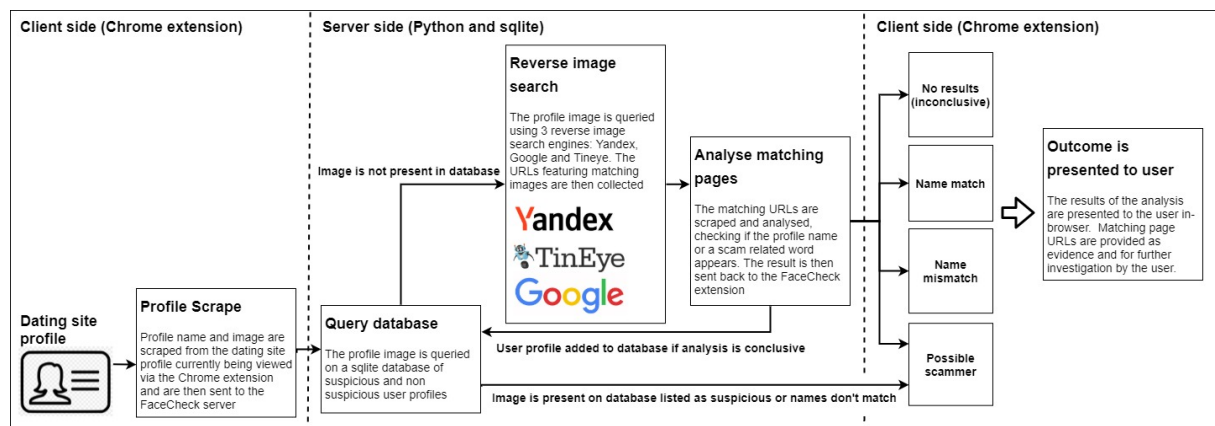 Client side (Chrome extension)
Server side (Python and sqlite)
Client side (Chrome extension)
Dating site
profile
Profile Scrape
Profile name and image are
scraped from the dating site
profile currently being viewed
via the Chrome extension
and are then sent to the
FaceCheck server
Query database
The profile image is queried
on a sqlite database of
suspicious and non
suspicious user profiles
Image is not present in database
Reverse image
search
The profile image is queried
using 3 reverse image
search engines: Yandex,
Google and Tineye. The
URLs featuring matching
images are then collected
Yandex
TinEye
Google
Analyse matching
pages
The matching URLs are
scraped and analysed,
checking if the profile name
or a scam related word
appears. The result is then
sent back to the FaceCheck
extension
User profile added to database if analysis is conclusive
Image is present on database listed as suspicious or names don't match
No results
(inconclusive)
Name match
Name
mismatch
Possible
scammer
Outcome is
presented to user
The results of the analysis
are presented to the user in-
browser. Matching page
URLs are provided as
evidence and for further
investigation by the user.